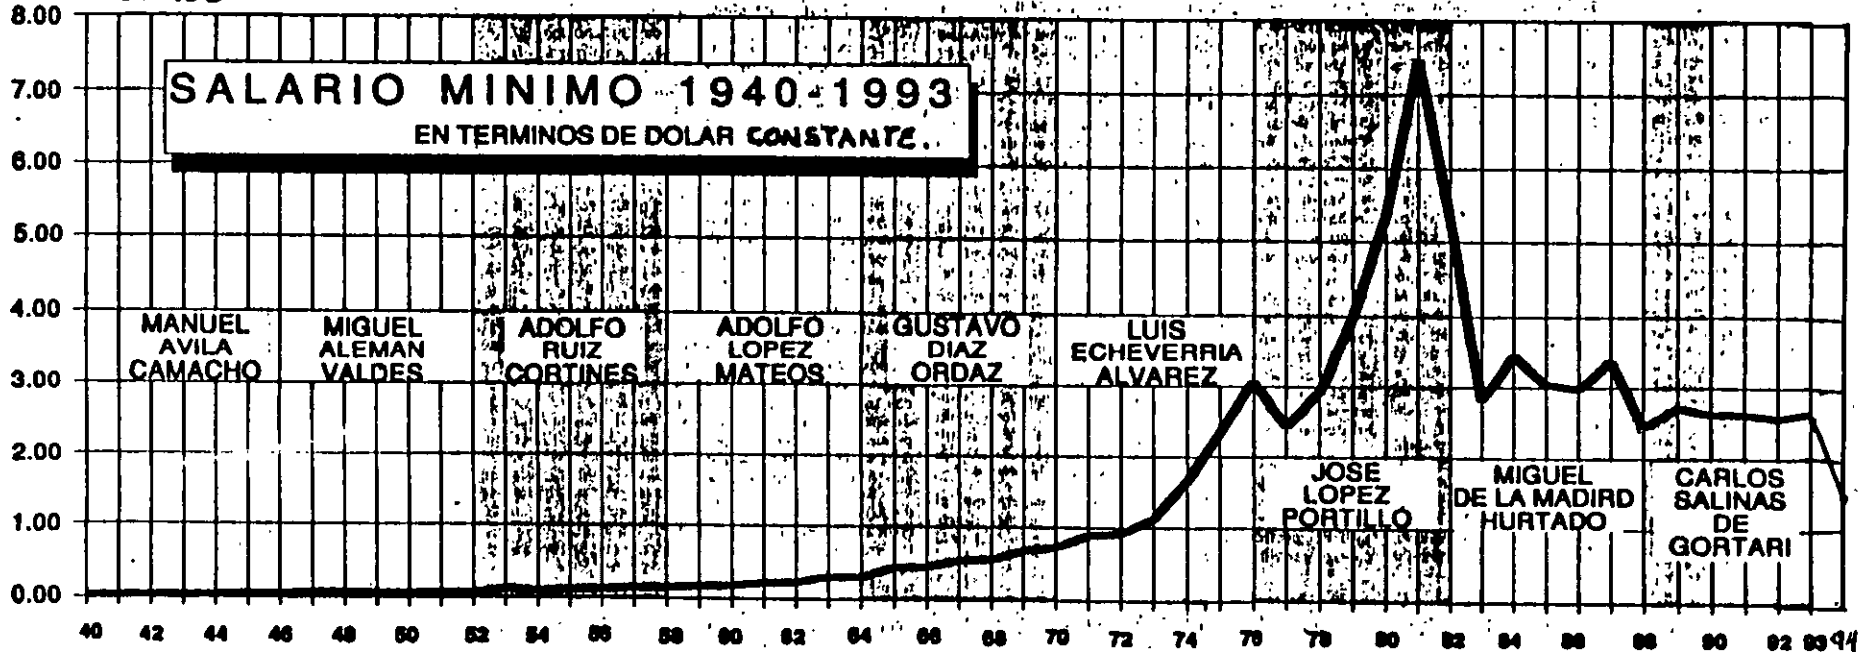 8.00
7.00
6.00
5.00
4.00
3.00
2.00
1.00
0.00
SALARIO MINIMO 1940-1993
EN TERMINOS DE DOLAR CONSTANTE.
MANUEL
AVILA
CAMACHO
MIGUEL
ALEMAN
VALDES
ADOLFO
RUIZ
CORTINES
ADOLFO
LOPEZ
MATEOS
GUSTAVO
DIAZ
ORDAZ
LUIS
ECHEVERRIA
ALVAREZ
JOSE
LOPEZ
PORTILLO
MIGUEL
DE LA MADIRD
HURTADO
CARLOS
SALINAS
DE
GORTARI
40 42 44 46 48 50 52 54 56 58 60 62 64 66 68 70 72 74 76 78 80 82 84 86 88 90 92 93 94